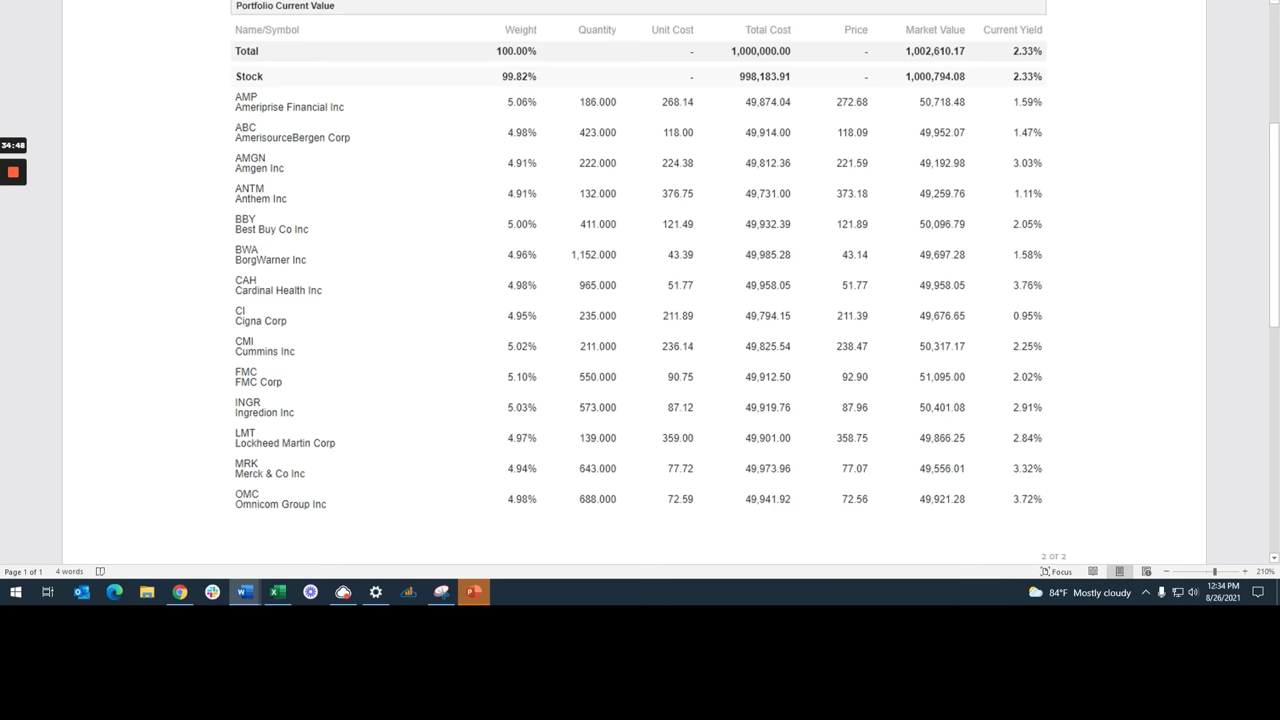 Portfolio Current Value
Name/Symbol Weight Quantity Unit Cost Total Cost Price Market Value Current Yield
Total 100.00% - 1,000,000.00 - 1,002,610.17 2.33%
Stock 99.82% - 998,183.91 - 1,000,794.08 2.33%
AMP
Ameriprise Financial Inc 5.06% 186.000 268.14 49,874.04 272.68 50,718.48 1.59%
ABC
AmerisourceBergen Corp 4.98% 423.000 118.00 49,914.00 118.09 49,952.07 1.47%
34:48
AMGN
Amgen Inc 4.91% 222.000 224.38 49,812.36 221.59 49,192.98 3.03%
ANTM
Anthem Inc 4.91% 132.000 376.75 49,731.00 373.18 49,259.76 1.11%
BBY
Best Buy Co Inc 5.00% 411.000 121.49 49,932.39 121.89 50,096.79 2.05%
BWA
BorgWarner Inc 4.96% 1,152.000 43.39 49,985.28 43.14 49,697.28 1.58%
CAH
Cardinal Health Inc 4.98% 965.000 51.77 49,958.05 51.77 49,958.05 3.76%
CI
Cigna Corp 4.95% 235.000 211.89 49,794.15 211.39 49,676.65 0.95%
CMI
Cummins Inc 5.02% 211.000 236.14 49,825.54 238.47 50,317.17 2.25%
FMC
FMC Corp 5.10% 550.000 90.75 49,912.50 92.90 51,095.00 2.02%
INGR
Ingredion Inc 5.03% 573.000 87.12 49,919.76 87.96 50,401.08 2.91%
LMT
Lockheed Martin Corp 4.97% 139.000 359.00 49,901.00 358.75 49,866.25 2.84%
MRK
Merck & Co Inc 4.94% 643.000 77.72 49,973.96 77.07 49,556.01 3.32%
OMC
Omnicom Group Inc 4.98% 688.000 72.59 49,941.92 72.56 49,921.28 3.72%
2 OT 2
Page 1 of 1 4 words Focus 210%
84°F Mostly cloudy 12:34 PM
8/26/2021